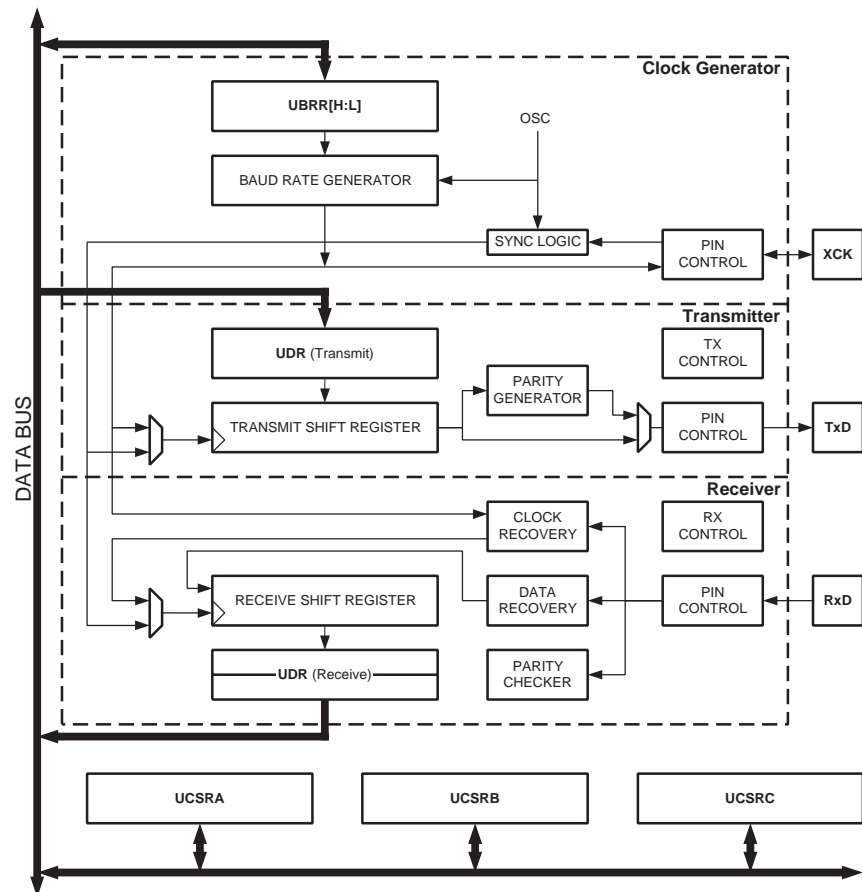 Clock Generator
UBRR[H:L]
OSC
BAUD RATE GENERATOR
SYNC LOGIC
PIN
CONTROL
XCK
Transmitter
UDR (Transmit)
TX
CONTROL
PARITY
GENERATOR
TRANSMIT SHIFT REGISTER
PIN
CONTROL
TxD
DATA BUS
Receiver
CLOCK
RECOVERY
RX
CONTROL
RECEIVE SHIFT REGISTER
DATA
RECOVERY
PIN
CONTROL
RxD
UDR (Receive)
PARITY
CHECKER
UCSRA
UCSRB
UCSRC